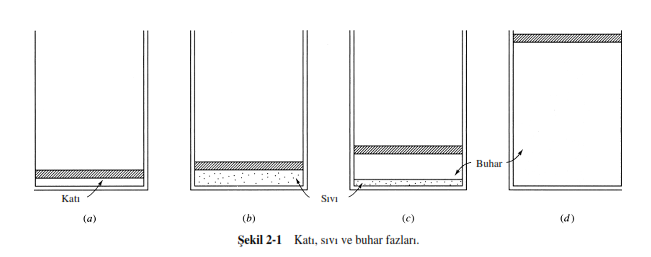 Katı
Sıvı
Buhar
(a)
(b)
(c)
(d)
Şekil 2-1 Katı, sıvı ve buhar fazları.